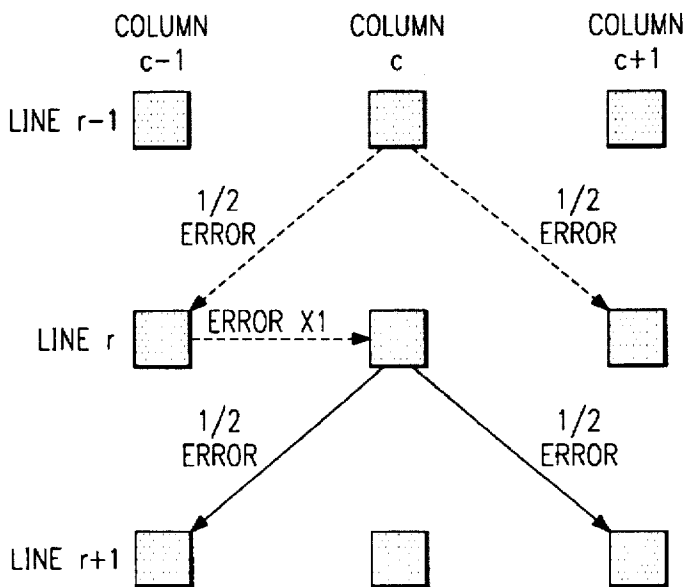 COLUMN
c-1
COLUMN
c
COLUMN
c+1
LINE r-1
1/2
ERROR
1/2
ERROR
LINE r
ERROR X1
1/2
ERROR
1/2
ERROR
LINE r+1